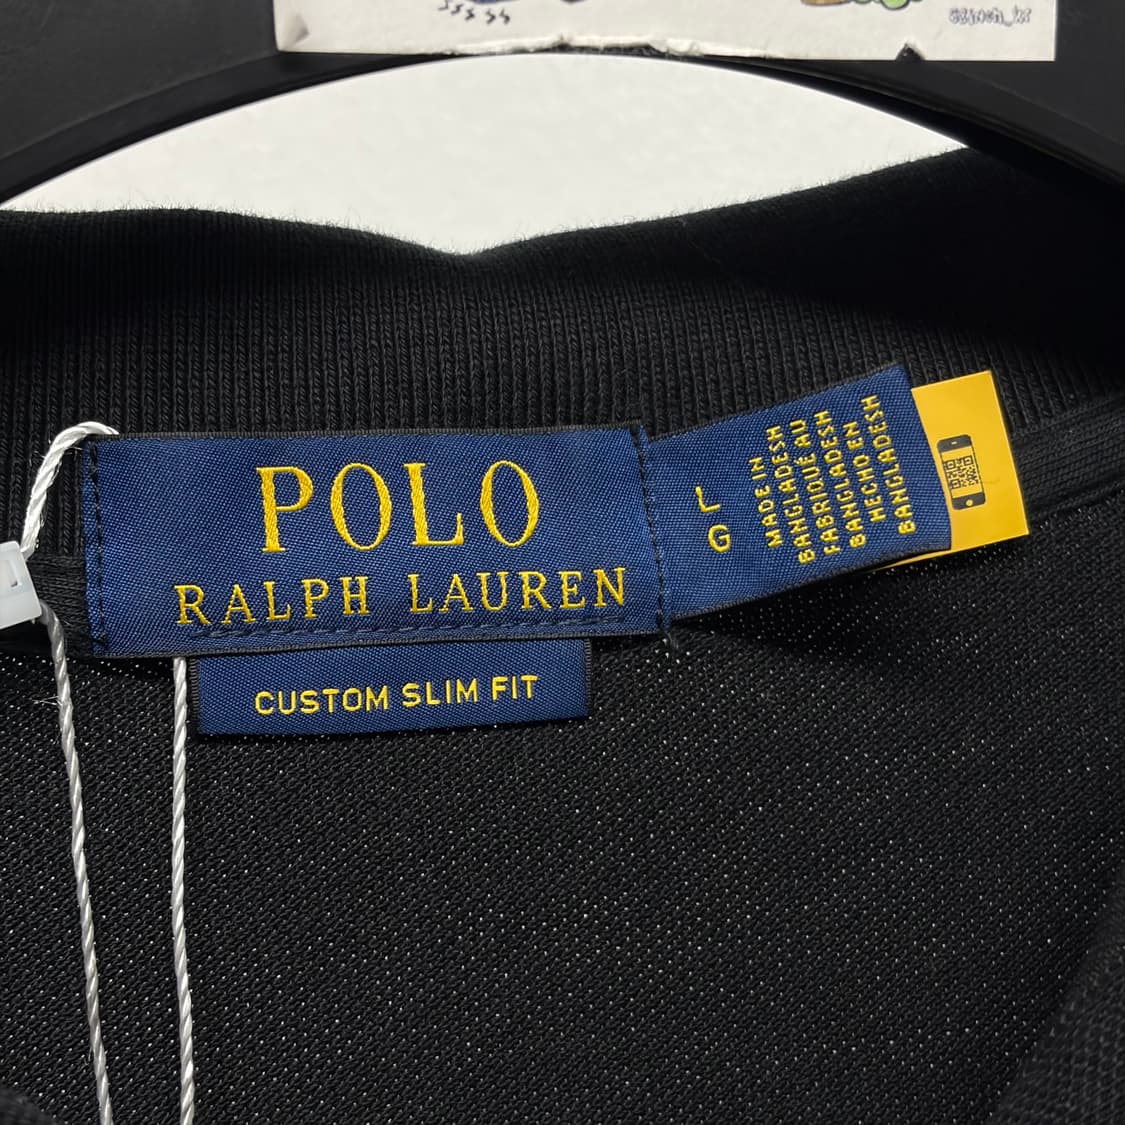 POLO
RALPH LAUREN
CUSTOM SLIM FIT
L
G
MADE IN
BANGLADESH
FABRIQUÉ AU
BANGLADESH
HECHO EN
BANGLADESH